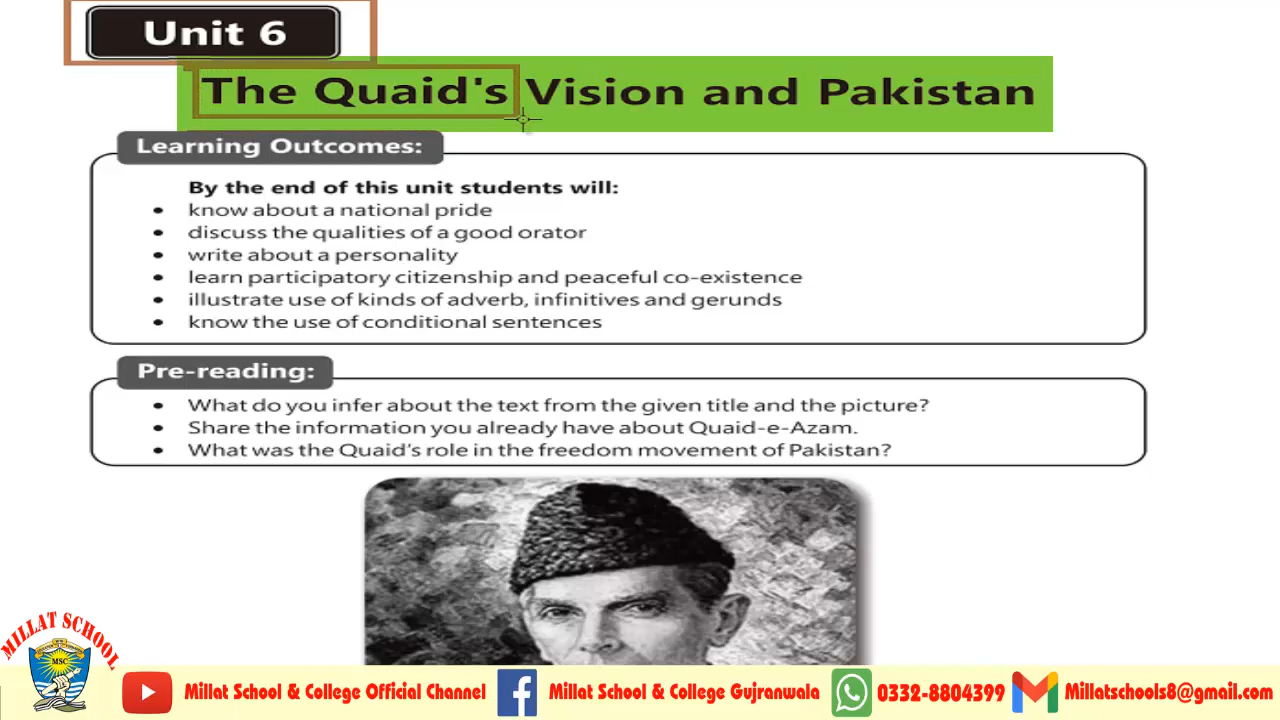 Unit 6
The Quaid's Vision and Pakistan
Learning Outcomes:
By the end of this unit students will:
• know about a national pride
• discuss the qualities of a good orator
• write about a personality
• learn participatory citizenship and peaceful co-existence
• illustrate use of kinds of adverb, infinitives and gerunds
• know the use of conditional sentences
Pre-reading:
• What do you infer about the text from the given title and the picture?
• Share the information you already have about Quaid-e-Azam.
• What was the Quaid's role in the freedom movement of Pakistan?
MILLAT SCHOOL
MSC
Millat School & College Official Channel
Millat School & College Gujranwala
0332-8804399
Millatschools8@gmail.com